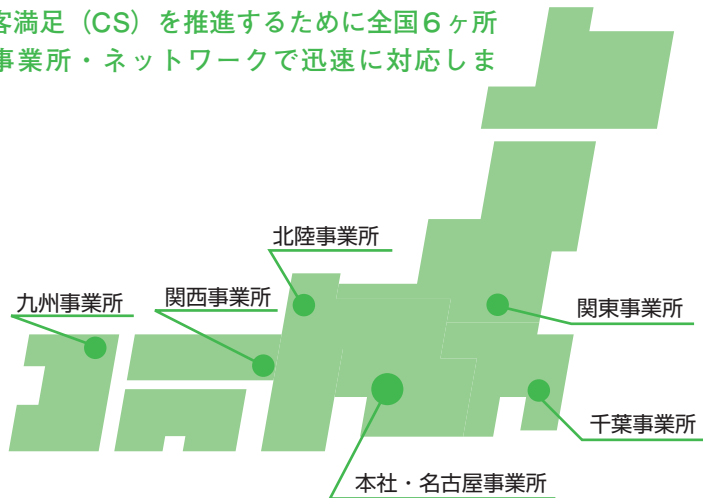 客満足（CS）を推進するために全国６ヶ所
事業所・ネットワークで迅速に対応しま
北陸事業所
九州事業所
関西事業所
関東事業所
千葉事業所
本社・名古屋事業所